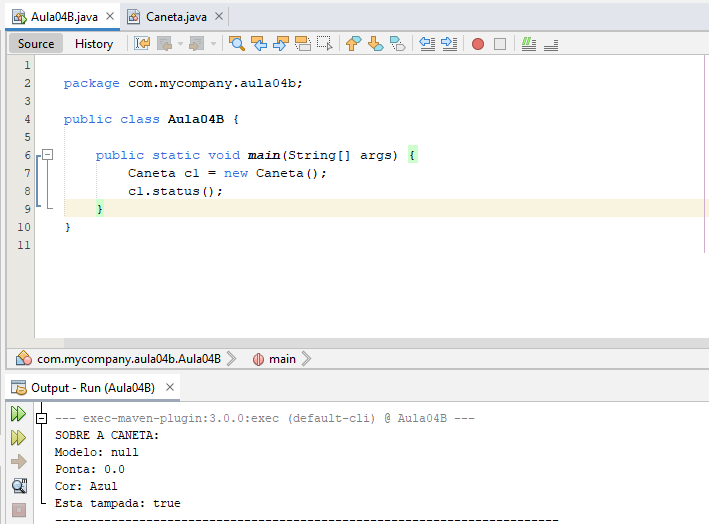 Aula04B.java Caneta.java
Source History
1
2 package com.mycompany.aula04b;
3
4 public class Aula04B {
5
6 public static void main(String[] args) {
7 Caneta c1 = new Caneta();
8 c1.status();
9 }
10 }
11
com.mycompany.aula04b.Aula04B main
Output - Run (Aula04B)
--- exec-maven-plugin:3.0.0:exec (default-cli) @ Aula04B ---
SOBRE A CANETA:
Modelo: null
Ponta: 0.0
Cor: Azul
Esta tampada: true
------------------------------------------------------------------------